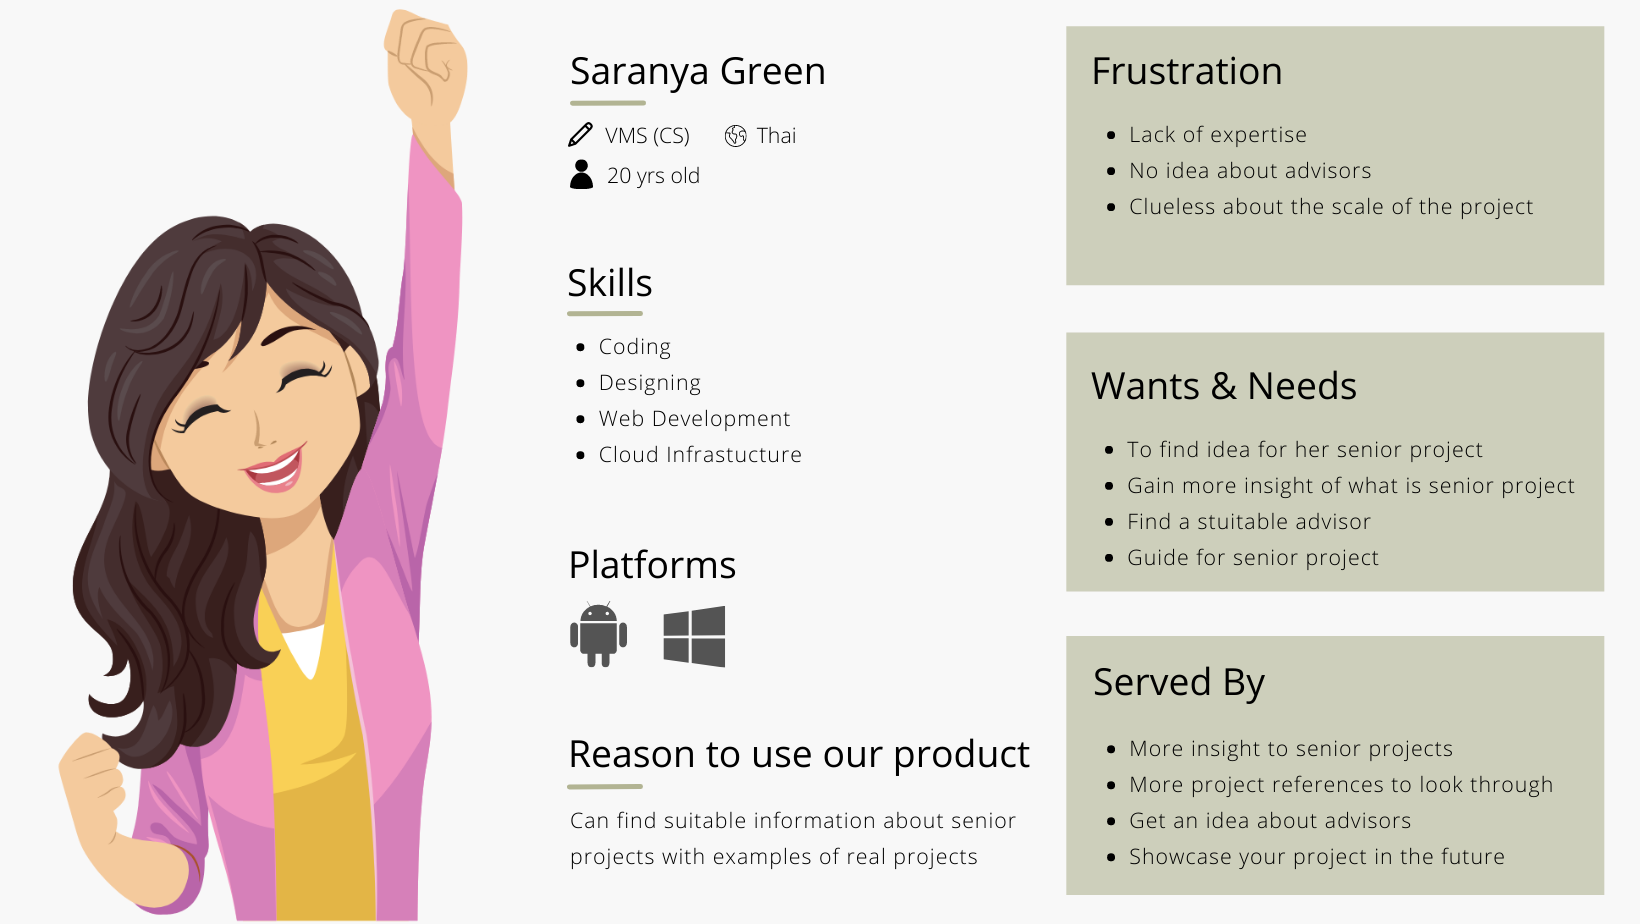 Saranya Green
VMS (CS)
Thai
20 yrs old
Skills
Coding
Designing
Web Development
Cloud Infrastucture
Platforms
Reason to use our product
Can find suitable information about senior
projects with examples of real projects
Frustration
Lack of expertise
No idea about advisors
Clueless about the scale of the project
Wants & Needs
To find idea for her senior project
Gain more insight of what is senior project
Find a stuitable advisor
Guide for senior project
Served By
More insight to senior projects
More project references to look through
Get an idea about advisors
Showcase your project in the future